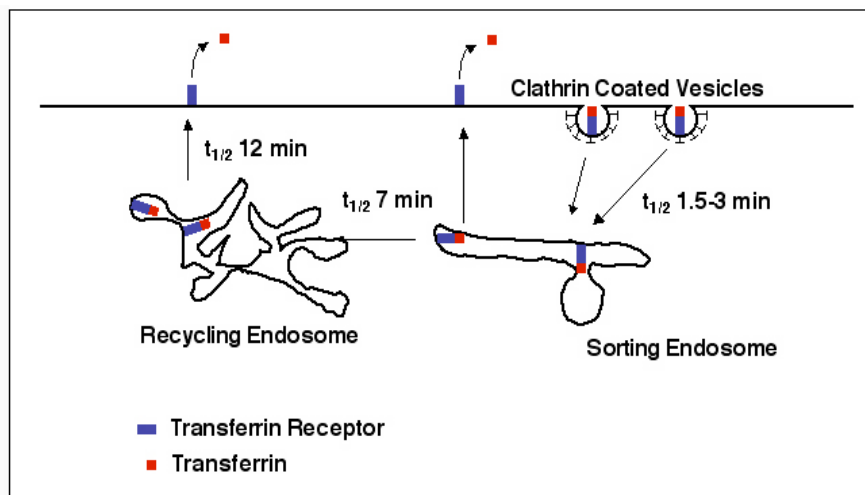 Clathrin Coated Vesicles
t1/2 12 min
t1/2 7 min
t1/2 1.5-3 min
Recycling Endosome
Sorting Endosome
Transferrin Receptor
Transferrin